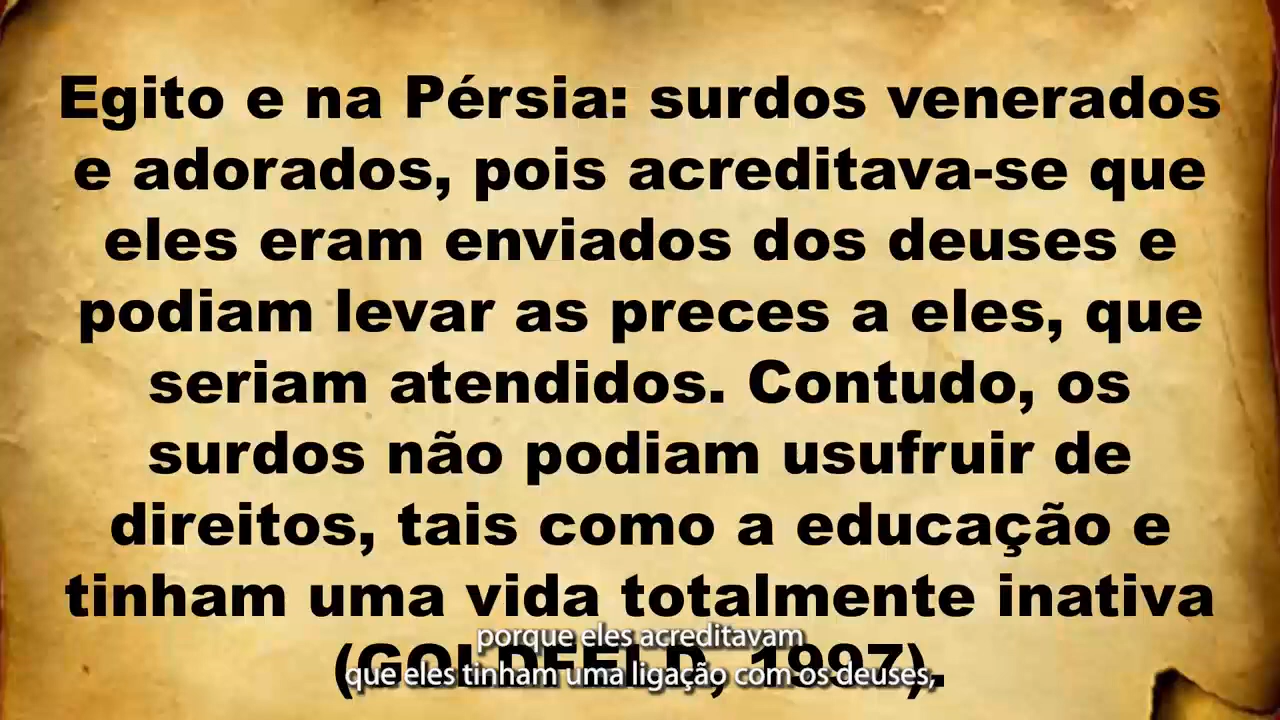 Egito e na Pérsia: surdos venerados
e adorados, pois acreditava-se que
eles eram enviados dos deuses e
podiam levar as preces a eles, que
seriam atendidos. Contudo, os
surdos não podiam usufruir de
direitos, tais como a educação e
tinham uma vida totalmente inativa
(GOLDFELD, 1997).
porque eles acreditavam
que eles tinham uma ligação com os deuses,